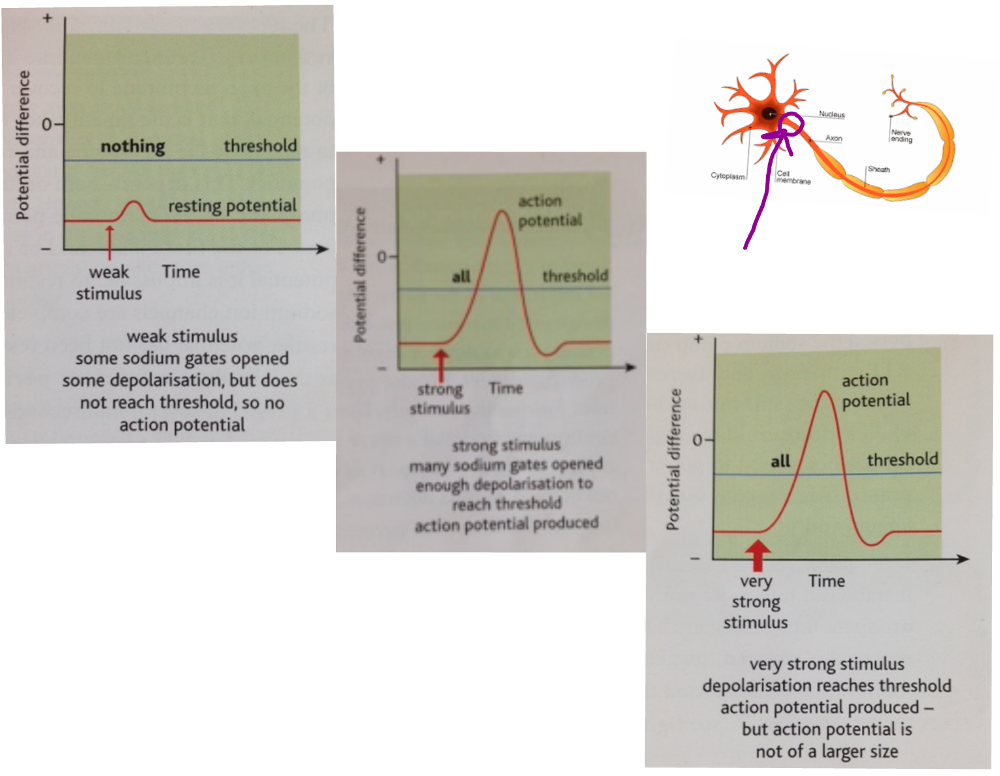 +
Potential difference
0
nothing
threshold
resting potential
–
weak
stimulus
Time
weak stimulus
some sodium gates opened
some depolarisation, but does
not reach threshold, so no
action potential
+
Potential difference
0
action
potential
all
threshold
–
strong
stimulus
Time
strong stimulus
many sodium gates opened
enough depolarisation to
reach threshold
action potential produced
Nucleus
Axon
Nerve
ending
Sheath
Cell
membrane
Cytoplasm
+
Potential difference
0
action
potential
all
threshold
–
very
strong
stimulus
Time
very strong stimulus
depolarisation reaches threshold
action potential produced –
but action potential is
not of a larger size